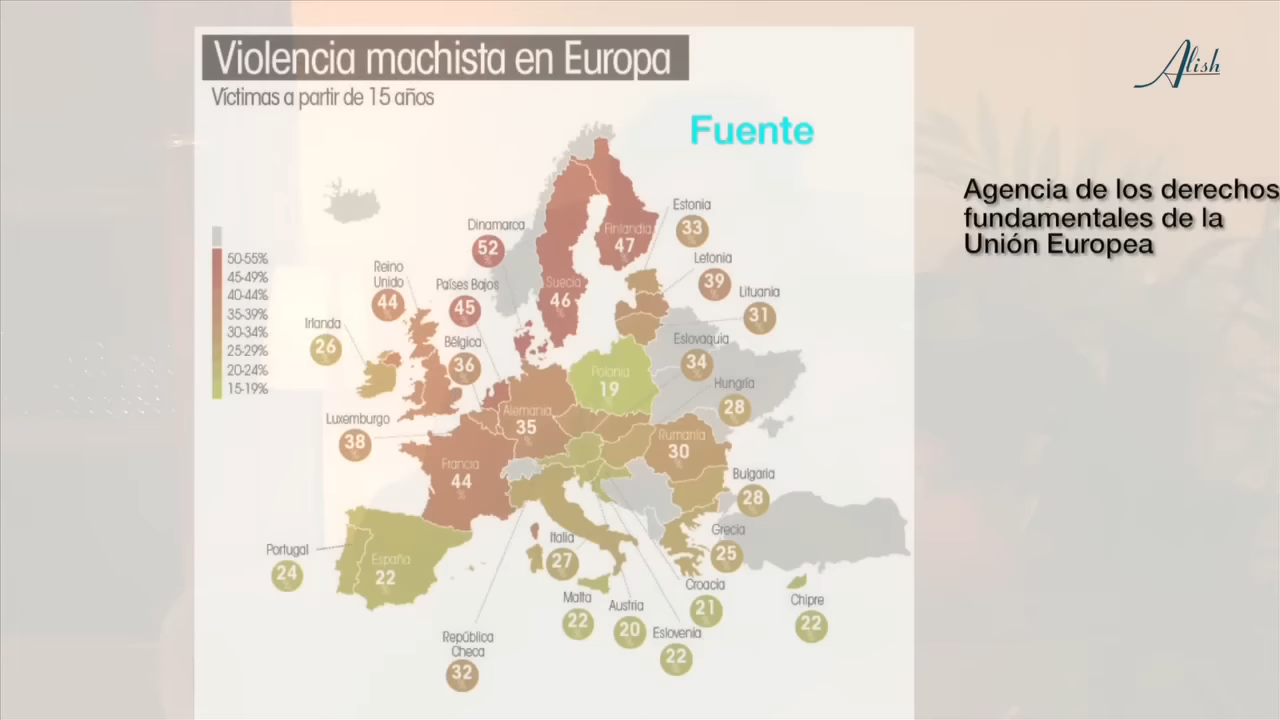 Violencia machista en Europa
Víctimas a partir de 15 años
Alish
Fuente
Agencia de los derechos
fundamentales de la
Unión Europea
50-55%
45-49%
40-44%
35-39%
30-34%
25-29%
20-24%
15-19%
Estonia
33
%
Finlandia
47
%
Dinamarca
52
%
Letonia
39
%
Reino
Unido
44
%
Países Bajos
45
%
Suecia
46
%
Lituania
31
%
Irlanda
26
%
Bélgica
36
%
Eslovaquia
34
%
Polonia
19
%
Hungría
28
%
Luxemburgo
38
%
Alemania
35
%
Rumanía
30
%
Francia
44
%
Bulgaria
28
%
Grecia
25
%
Portugal
24
%
España
22
%
Italia
27
%
Croacia
21
%
Malta
22
%
Austria
20
%
Chipre
22
%
Eslovenia
22
%
República
Checa
32
%